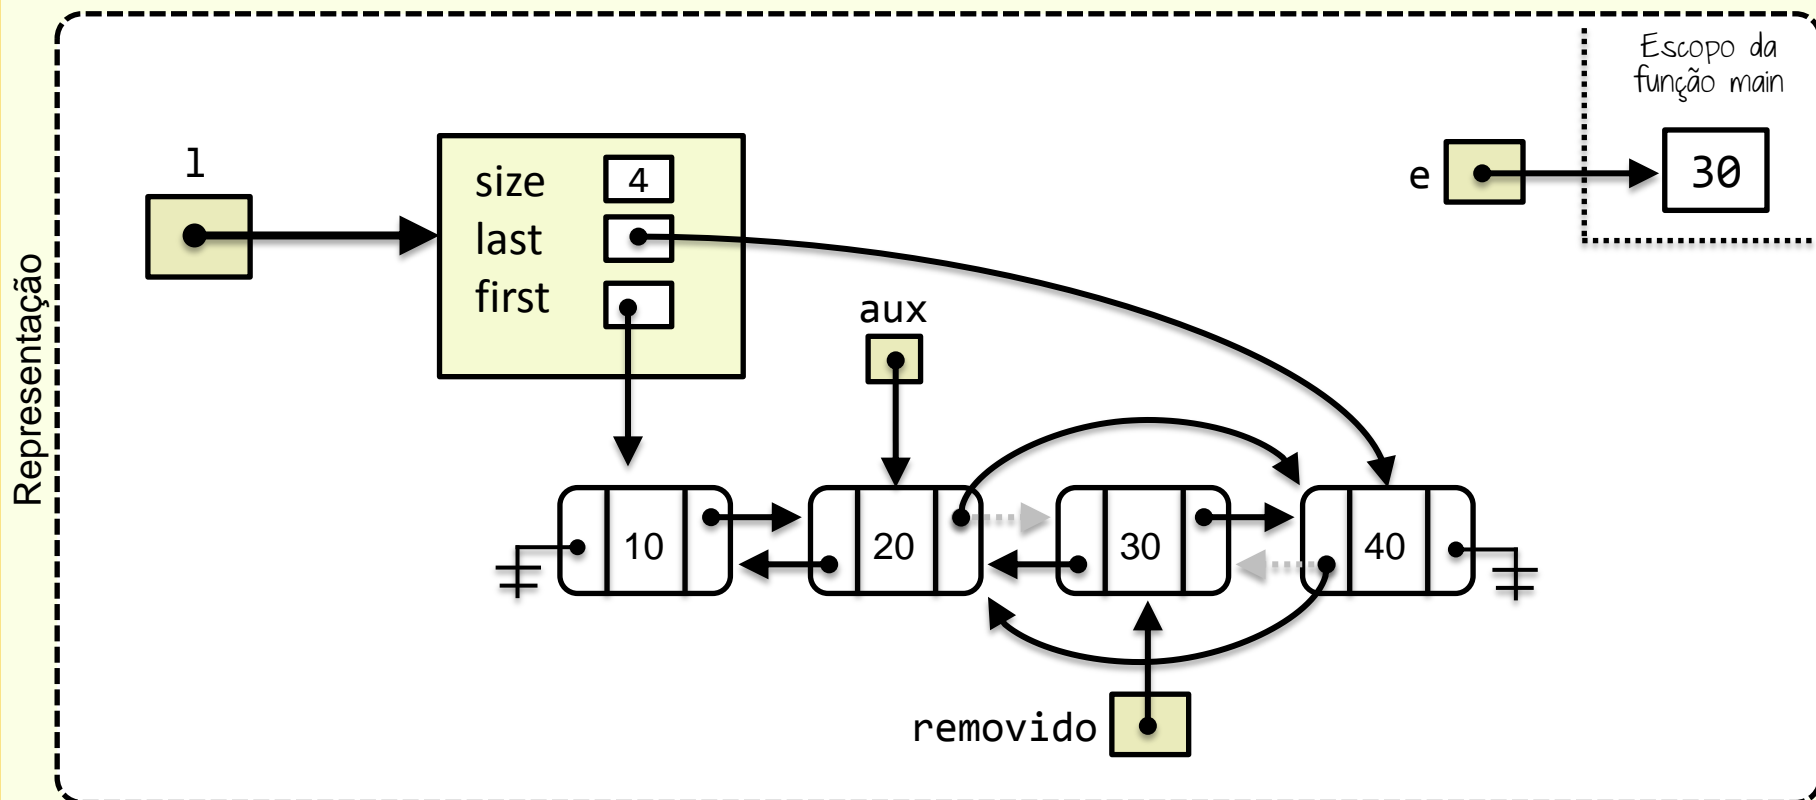 Representação
Escopo da
função main
l
size 4
last
first
e
30
aux
10
20
30
40
removido